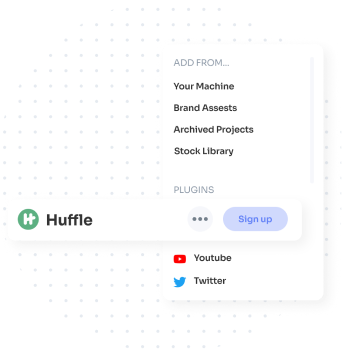 ADD FROM...
Your Machine
Brand Assests
Archived Projects
Stock Library
PLUGINS
Huffle
Sign up
Youtube
Twitter